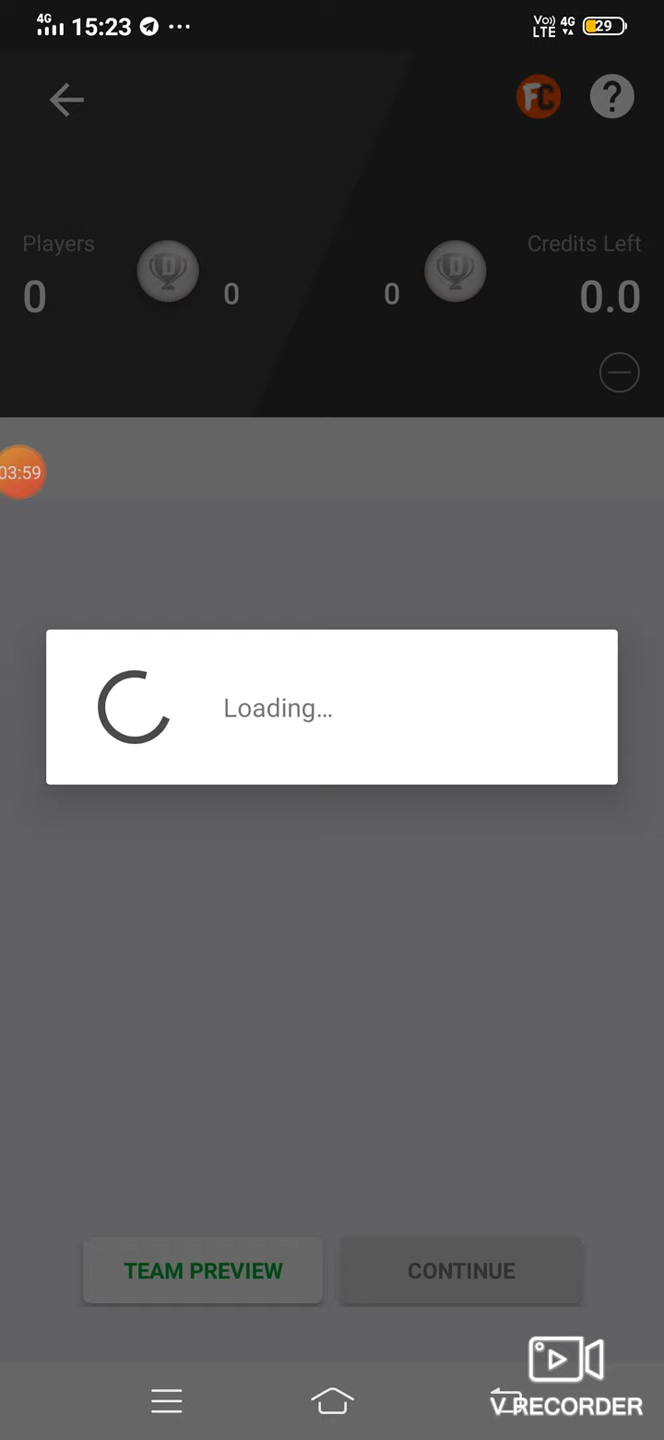 4G 15:23 ... Vo)) LTE 4G 29
FC ?
Players Credits Left
0 D 0 0 D 0.0
03:59
Loading...
TEAM PREVIEW CONTINUE
V RECORDER